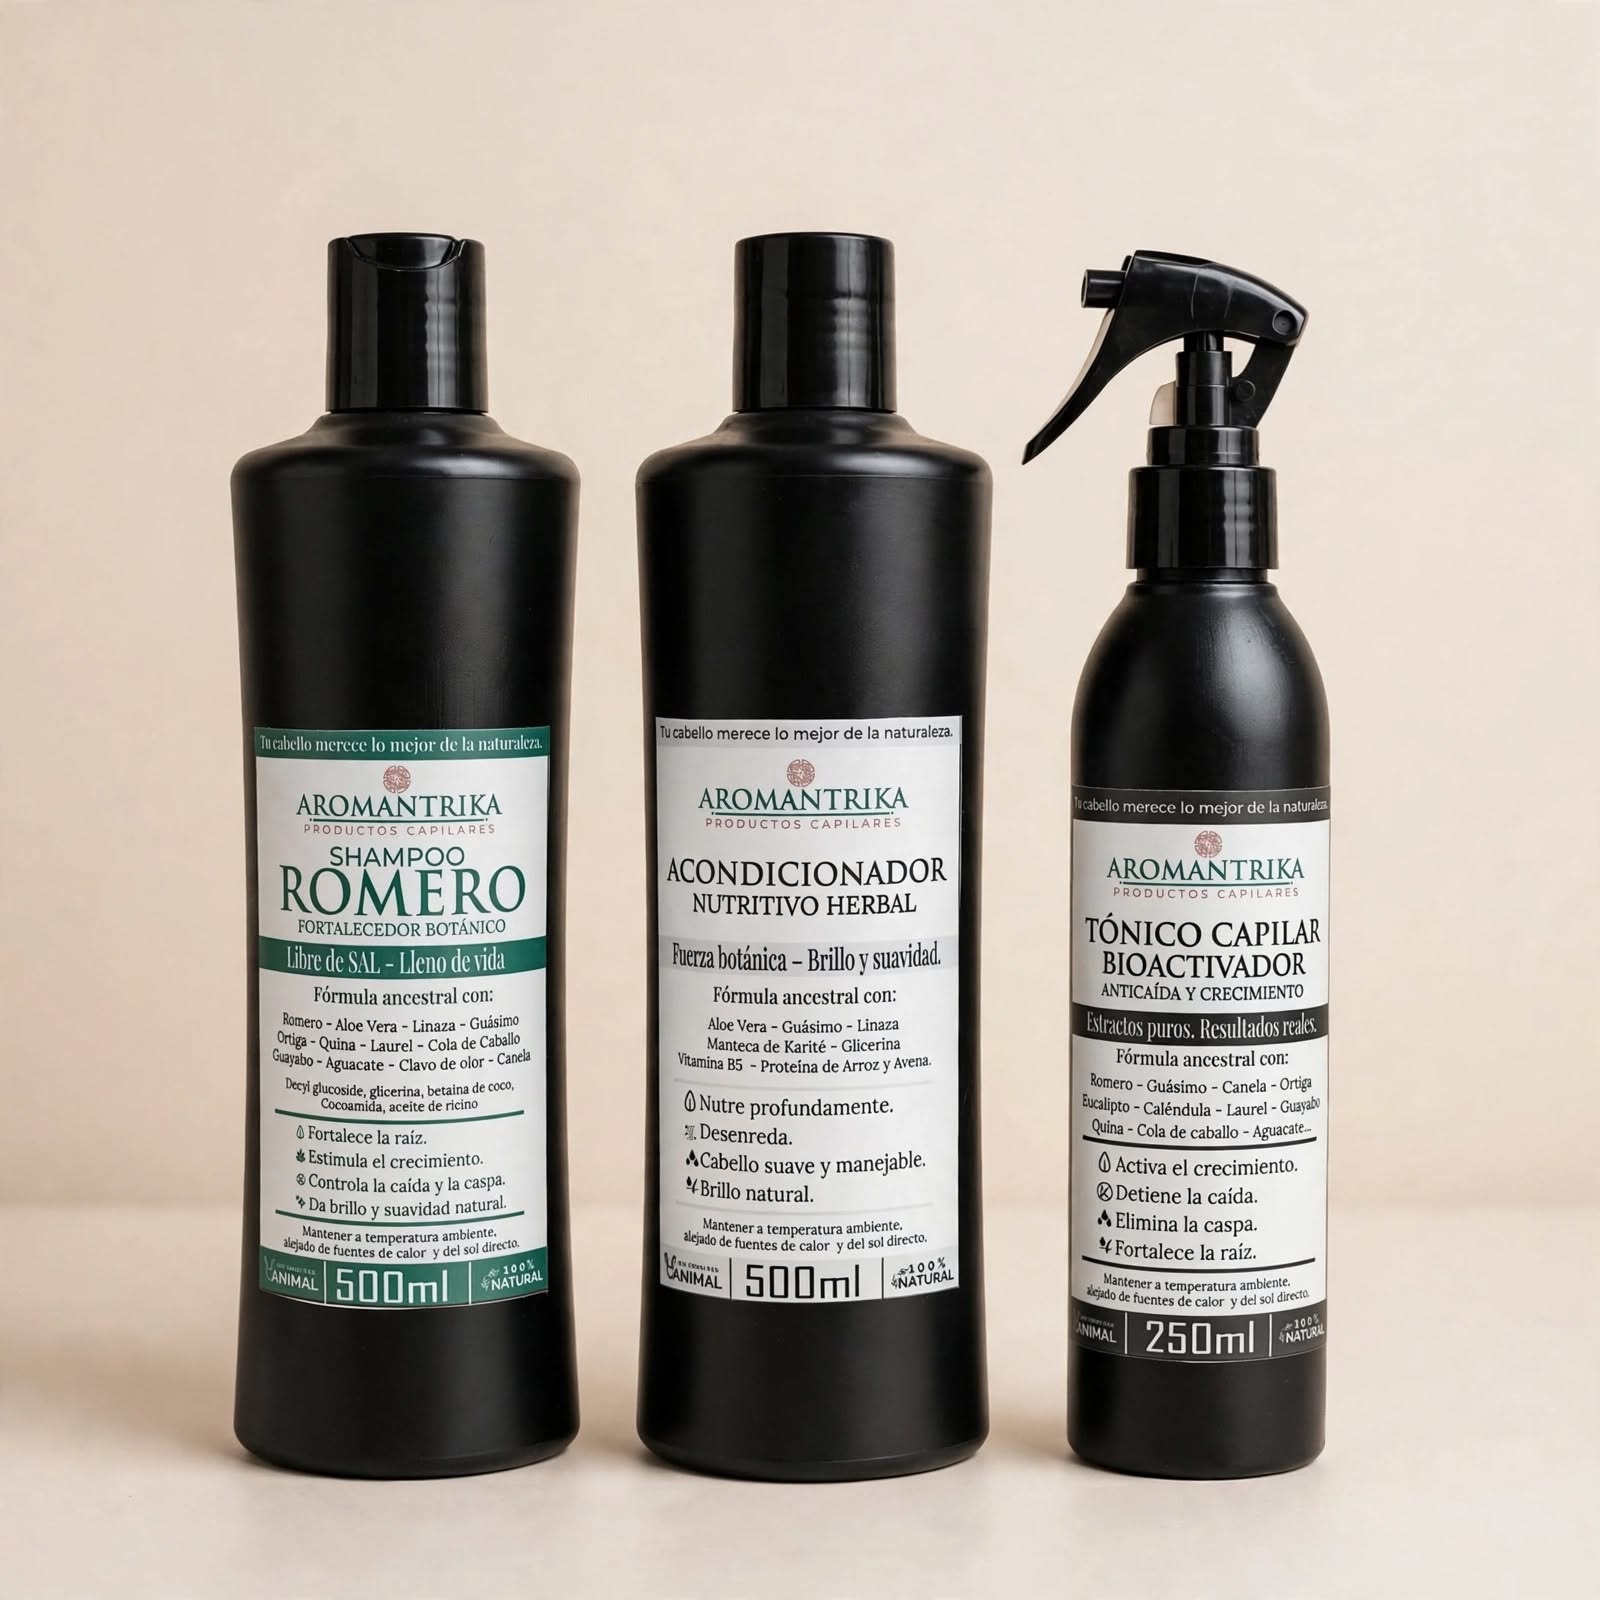 Tu cabello merece lo mejor de la naturaleza.
AROMANTRIKA
PRODUCTOS CAPILARES
SHAMPOO
ROMERO
FORTALECEDOR BOTÁNICO
Libre de SAL - Lleno de vida
Fórmula ancestral con:
Romero - Aloe Vera - Linaza - Guásimo
Ortiga - Quina - Laurel - Cola de Caballo
Guayabo - Aguacate - Clavo de olor - Canela
Decyl glucoside, glicerina, betaina de coco,
Cocoamida, aceite de ricino
Fortalece la raíz.
Estimula el crecimiento.
Controla la caída y la caspa.
Da brillo y suavidad natural.
Mantener a temperatura ambiente,
alejado de fuentes de calor y del sol directo.
ANIMAL
500ml
100%
NATURAL
Tu cabello merece lo mejor de la naturaleza.
AROMANTRIKA
PRODUCTOS CAPILARES
ACONDICIONADOR
NUTRITIVO HERBAL
Fuerza botánica – Brillo y suavidad.
Fórmula ancestral con:
Aloe Vera - Guásimo - Linaza
Manteca de Karité - Glicerina
Vitamina B5 - Proteína de Arroz y Avena.
Nutre profundamente.
Desenreda.
Cabello suave y manejable.
Brillo natural.
Mantener a temperatura ambiente,
alejado de fuentes de calor y del sol directo.
ANIMAL
500ml
100%
NATURAL
Tu cabello merece lo mejor de la naturaleza.
AROMANTRIKA
PRODUCTOS CAPILARES
TÓNICO CAPILAR
BIOACTIVADOR
ANTICAÍDA Y CRECIMIENTO
Estractos puros. Resultados reales.
Fórmula ancestral con:
Romero - Guásimo - Canela - Ortiga
Eucalipto - Caléndula - Laurel - Guayabo
Quina - Cola de caballo - Aguacate...
Activa el crecimiento.
Detiene la caída.
Elimina la caspa.
Fortalece la raíz.
Mantener a temperatura ambiente,
alejado de fuentes de calor y del sol directo.
ANIMAL
250ml
100%
NATURAL